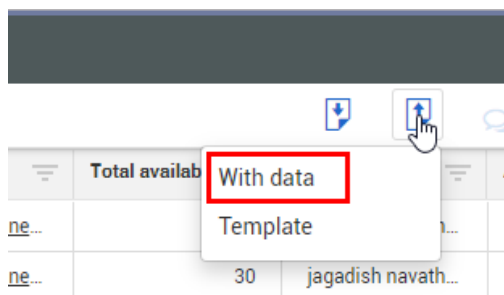 Total availab
With data
Template
ne...
ne... 30 jagadish navath...